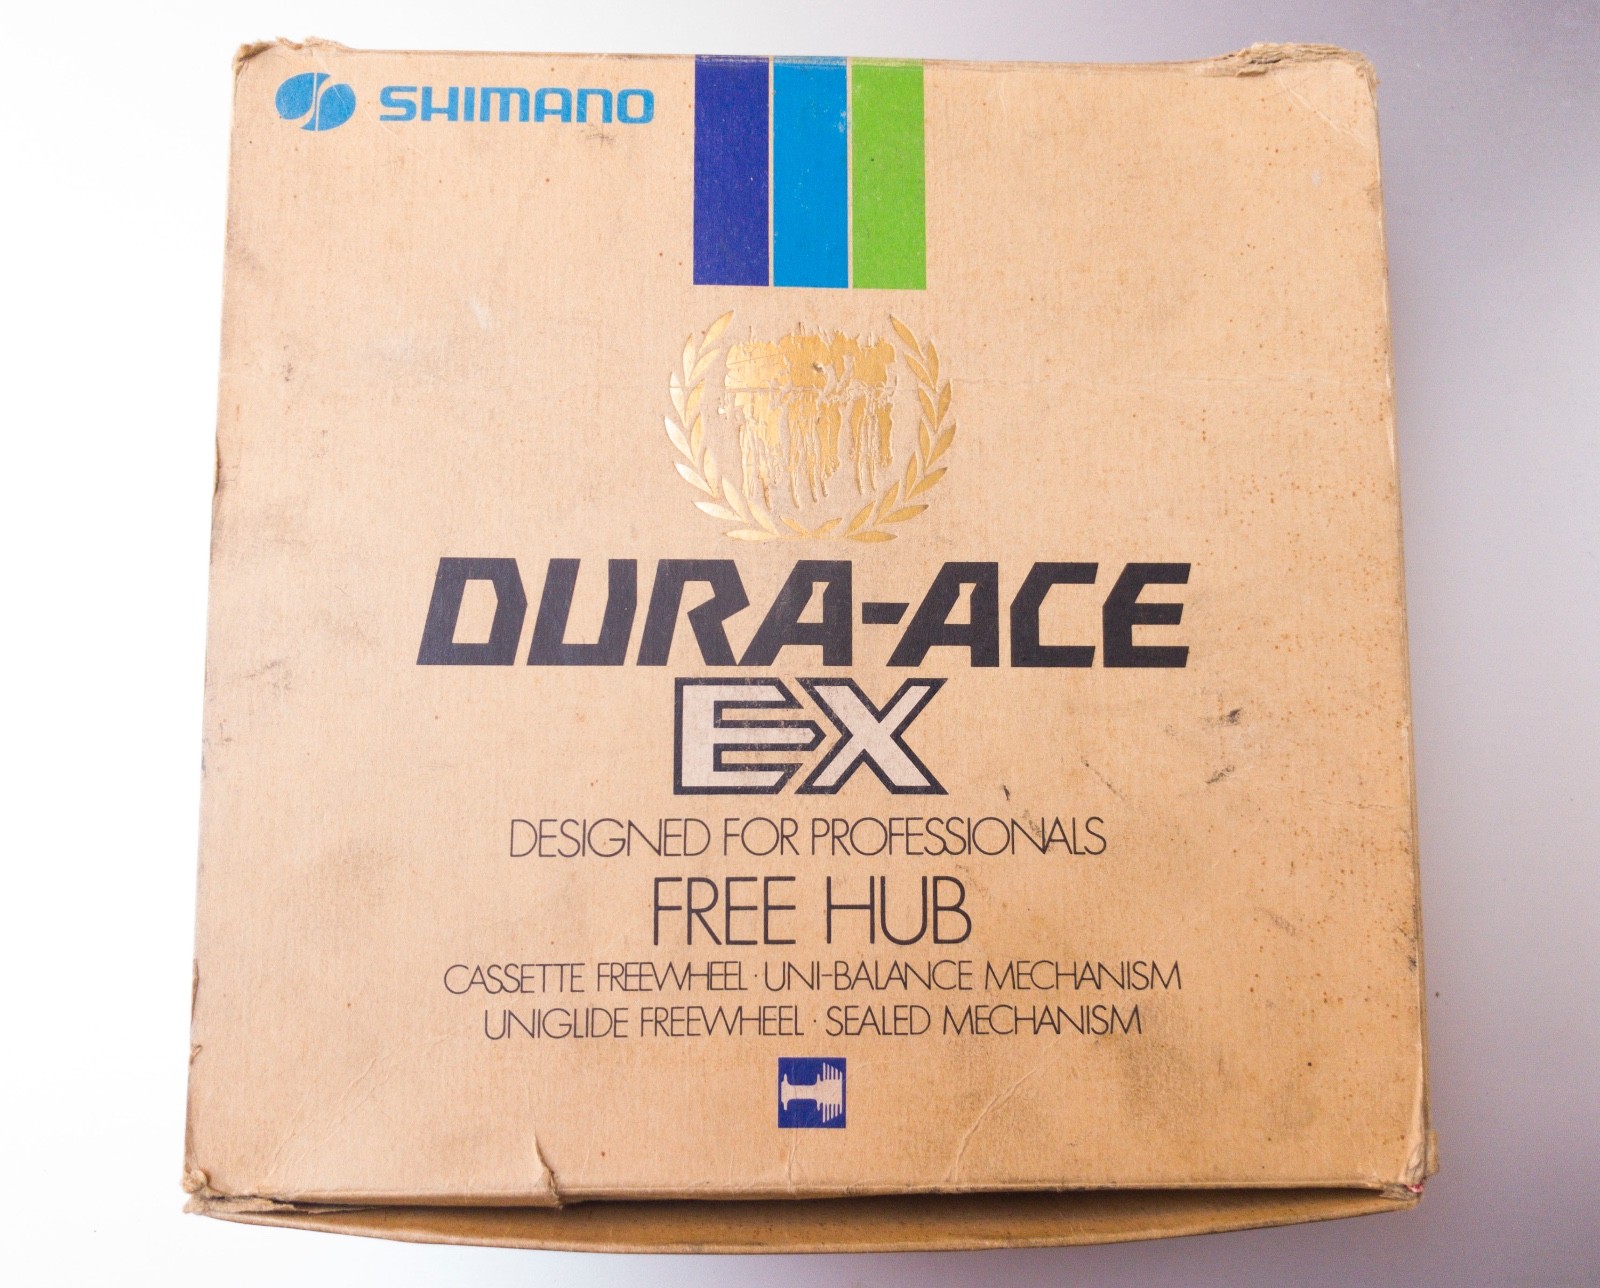 SHIMANO
DURA-ACE
EX
DESIGNED FOR PROFESSIONALS
FREE HUB
CASSETTE FREEWHEEL · UNI-BALANCE MECHANISM
UNIGLIDE FREEWHEEL · SEALED MECHANISM